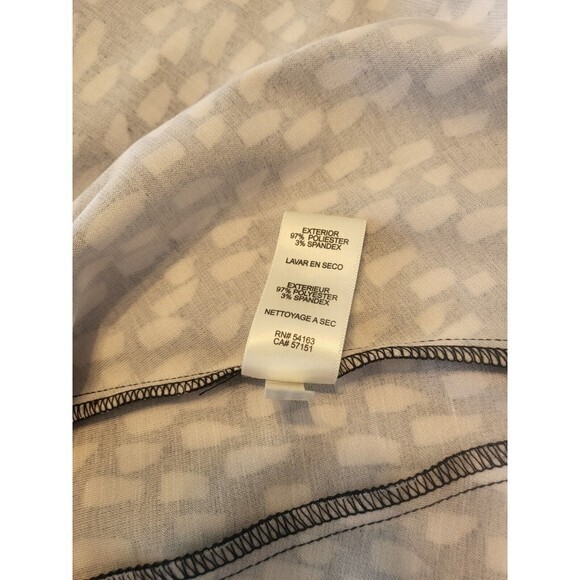 EXTERIOR
97% POLIESTER
3% SPANDEX
LAVAR EN SECO
EXTERIEUR
97% POLYESTER
3% SPANDEX
NETTOYAGE A SEC
RN# 54163
CA# 57151